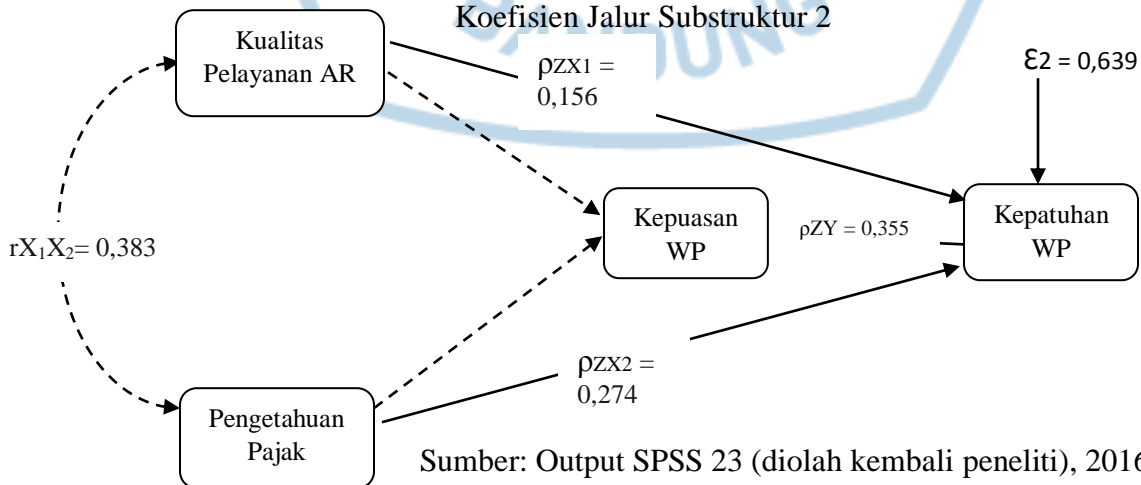 Koefisien Jalur Substruktur 2
BANDUNG
Kualitas
Pelayanan AR
ρZX1 =
0,156
Ɛ2 = 0,639
rX₁X₂= 0,383
Kepuasan
WP
ρZY = 0,355
Kepatuhan
WP
ρZX2 =
0,274
Pengetahuan
Pajak
Sumber: Output SPSS 23 (diolah kembali peneliti), 2016